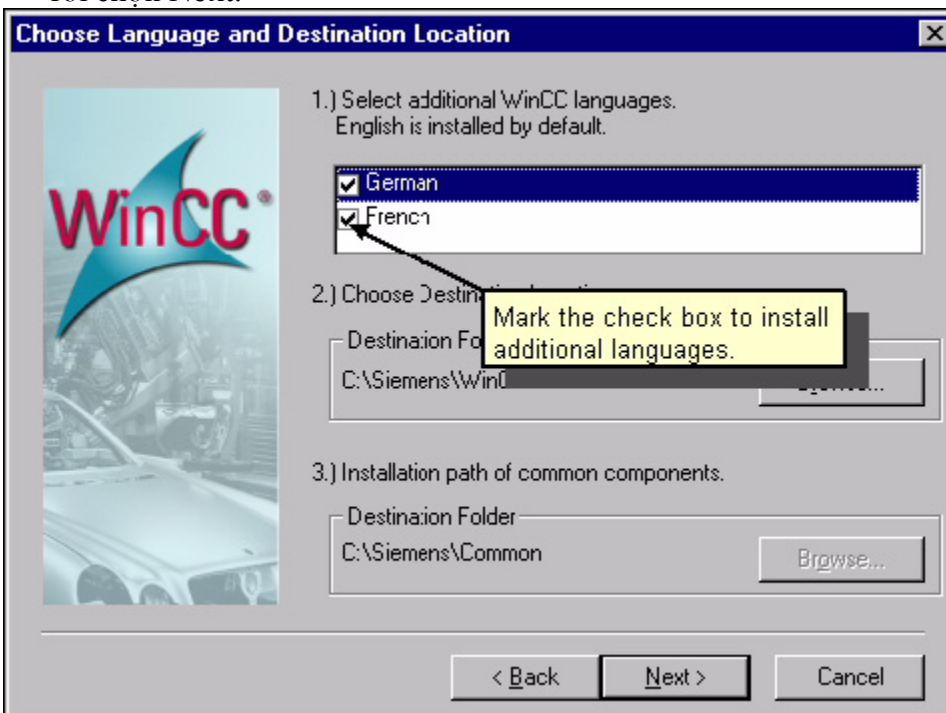 Choose Language and Destination Location
1.) Select additional WinCC languages.
English is installed by default.
WinCC®
German
French
2.) Choose
Mark the check box to install
additional languages.
Destination
C:\Siemens\
3.) Installation path of common components.
Destination Folder
C:\Siemens\Common
Browse...
< Back
Next >
Cancel